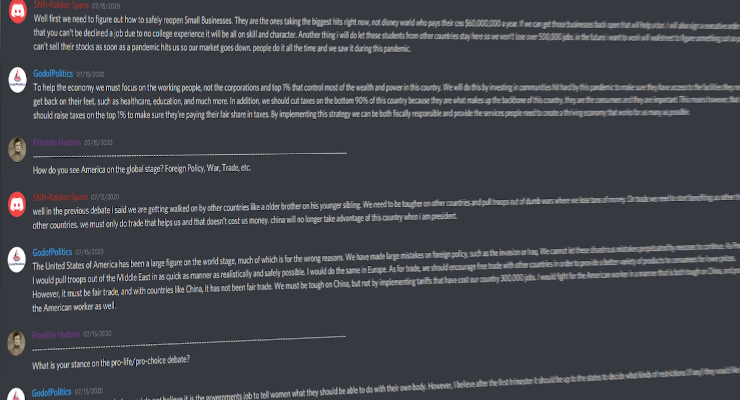 SNN-Kaidon Spars 07/15/2020
Well first we need to figure out how to safely reopen Small Businesses. They are the ones taking the biggest hits right now, not disney world who pays their ceo $60,000,000 a year. If we can get those businesses back open that will help a ton. I will also sign a executive order
that you can't be declined a job due to no college experience it will be all on skill and character. Another thing i will do let those students from other countries stay here so we won't lose over 500,000 jobs. in the future i want to work will wallstreet to figure something out so
can't sell their stocks as soon as a pandemic hits us so our market goes down. people do it all the time and we saw it during this pandemic.
GodofPolitics 07/15/2020
To help the economy we must focus on the working people, not the corporations and top 1% that control most of the wealth and power in this country. We will do this by investing in communities hit hard by this pandemic to make sure they have access to the facilities they
get back on their feet, such as healthcare, education, and much more. In addition, we should cut taxes on the bottom 90% of this country because they are what makes up the backbone of this country, they are the consumers and they are important. This means however, that
should raise taxes on the top 1% to make sure they're paying their fair share in taxes. By implementing this strategy we can be both fiscally responsible and provide the services people need to create a thriving economy that works for as many as possible.
Franklin Hudson 07/15/2020
How do you see America on the global stage? Foreign Policy, War, Trade, etc.
SNN-Kaidon Spars 07/15/2020
well in the previous debate i said we are getting walked on by other countries like a older brother on his younger sibling. We need to be tougher on other countries and pull troops out of dumb wars where we lose tons of money. On trade we need to start benefiting
other countries. we must only do trade that helps us and that doesn't cost us money. china will no longer take advantage of this country when i am president.
GodofPolitics 07/15/2020
The United States of America has been a large figure on the world stage, much of which is for the wrong reasons. We have made large mistakes on foreign policy, such as the invasion or Iraq. We cannot let these disastrous mistakes perpetuated by neocons to continue. As
I would pull troops out of the Middle East in as quick as manner as realistically and safely possible. I would do the same in Europe. As for trade, we should encourage free trade with other countries in order to provide a better variety of products to consumers for lower prices.
However, it must be fair trade, and with countries like China, it has not been fair trade. We must be tough on China, but not by implementing tariffs that have cost our country 300,000 jobs. I would fight for the American worker in a manner that is both tough on China, and
the American worker as well.
Franklin Hudson 07/15/2020
What is your stance on the pro-life/pro-choice debate?
GodofPolitics 07/15/2020
believe it is the governments job to tell women what they should be able to do with their own body. However, I believe after the first trimester it should be up to the states to decide what kinds of restrictions (if any) they would like